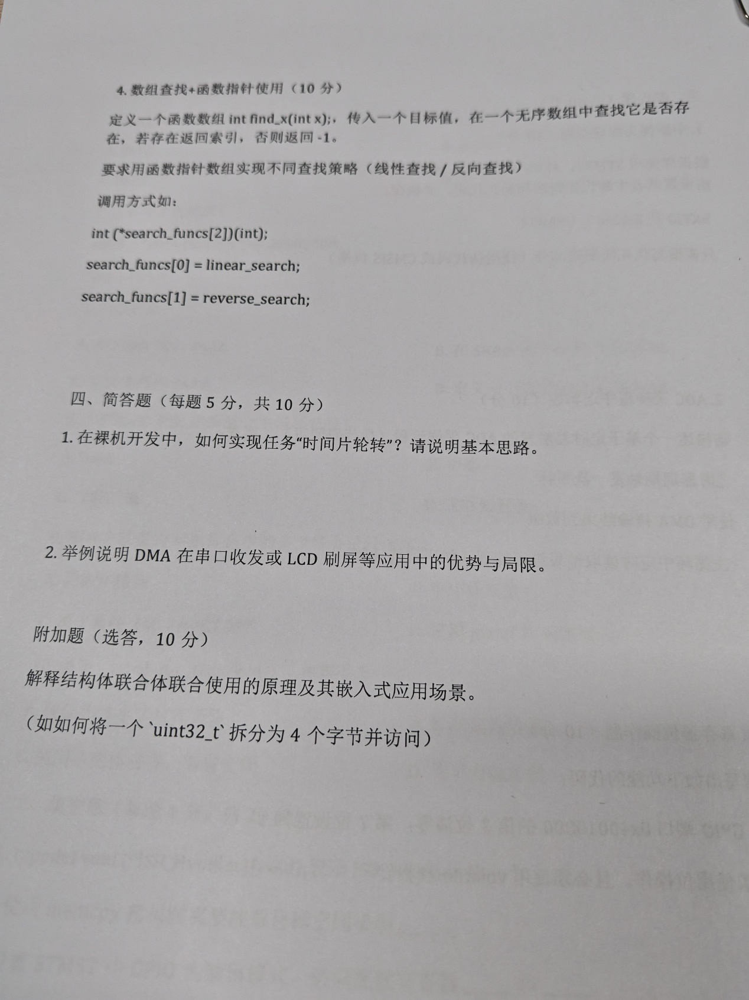 4. 数组查找+函数指针使用（10 分）
定义一个函数数组 int find_x(int x);，传入一个目标值，在一个无序数组中查找它是否存
在，若存在返回索引，否则返回 -1。
要求用函数指针数组实现不同查找策略（线性查找 / 反向查找）
调用方式如：
int (*search_funcs[2])(int);
search_funcs[0] = linear_search;
search_funcs[1] = reverse_search;
四、简答题（每题 5 分，共 10 分）
1. 在裸机开发中，如何实现任务“时间片轮转”？请说明基本思路。
2. 举例说明 DMA 在串口收发或 LCD 刷屏等应用中的优势与局限。
附加题（选答，10 分）
解释结构体联合体联合使用的原理及其嵌入式应用场景。
（如如何将一个 `uint32_t` 拆分为 4 个字节并访问）